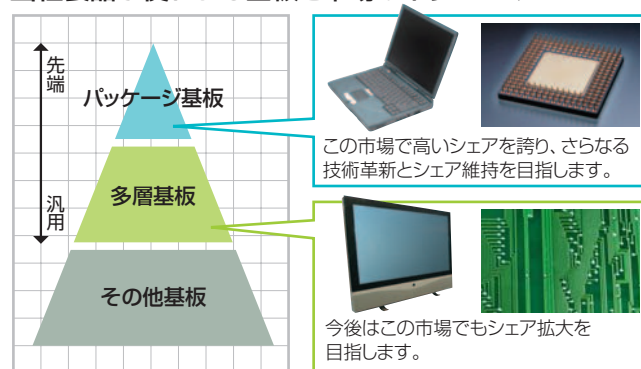 先端
パッケージ基板
この市場で高いシェアを誇り、さらなる
技術革新とシェア維持を目指します。
多層基板
汎用
その他基板
今後はこの市場でもシェア拡大を
目指します。